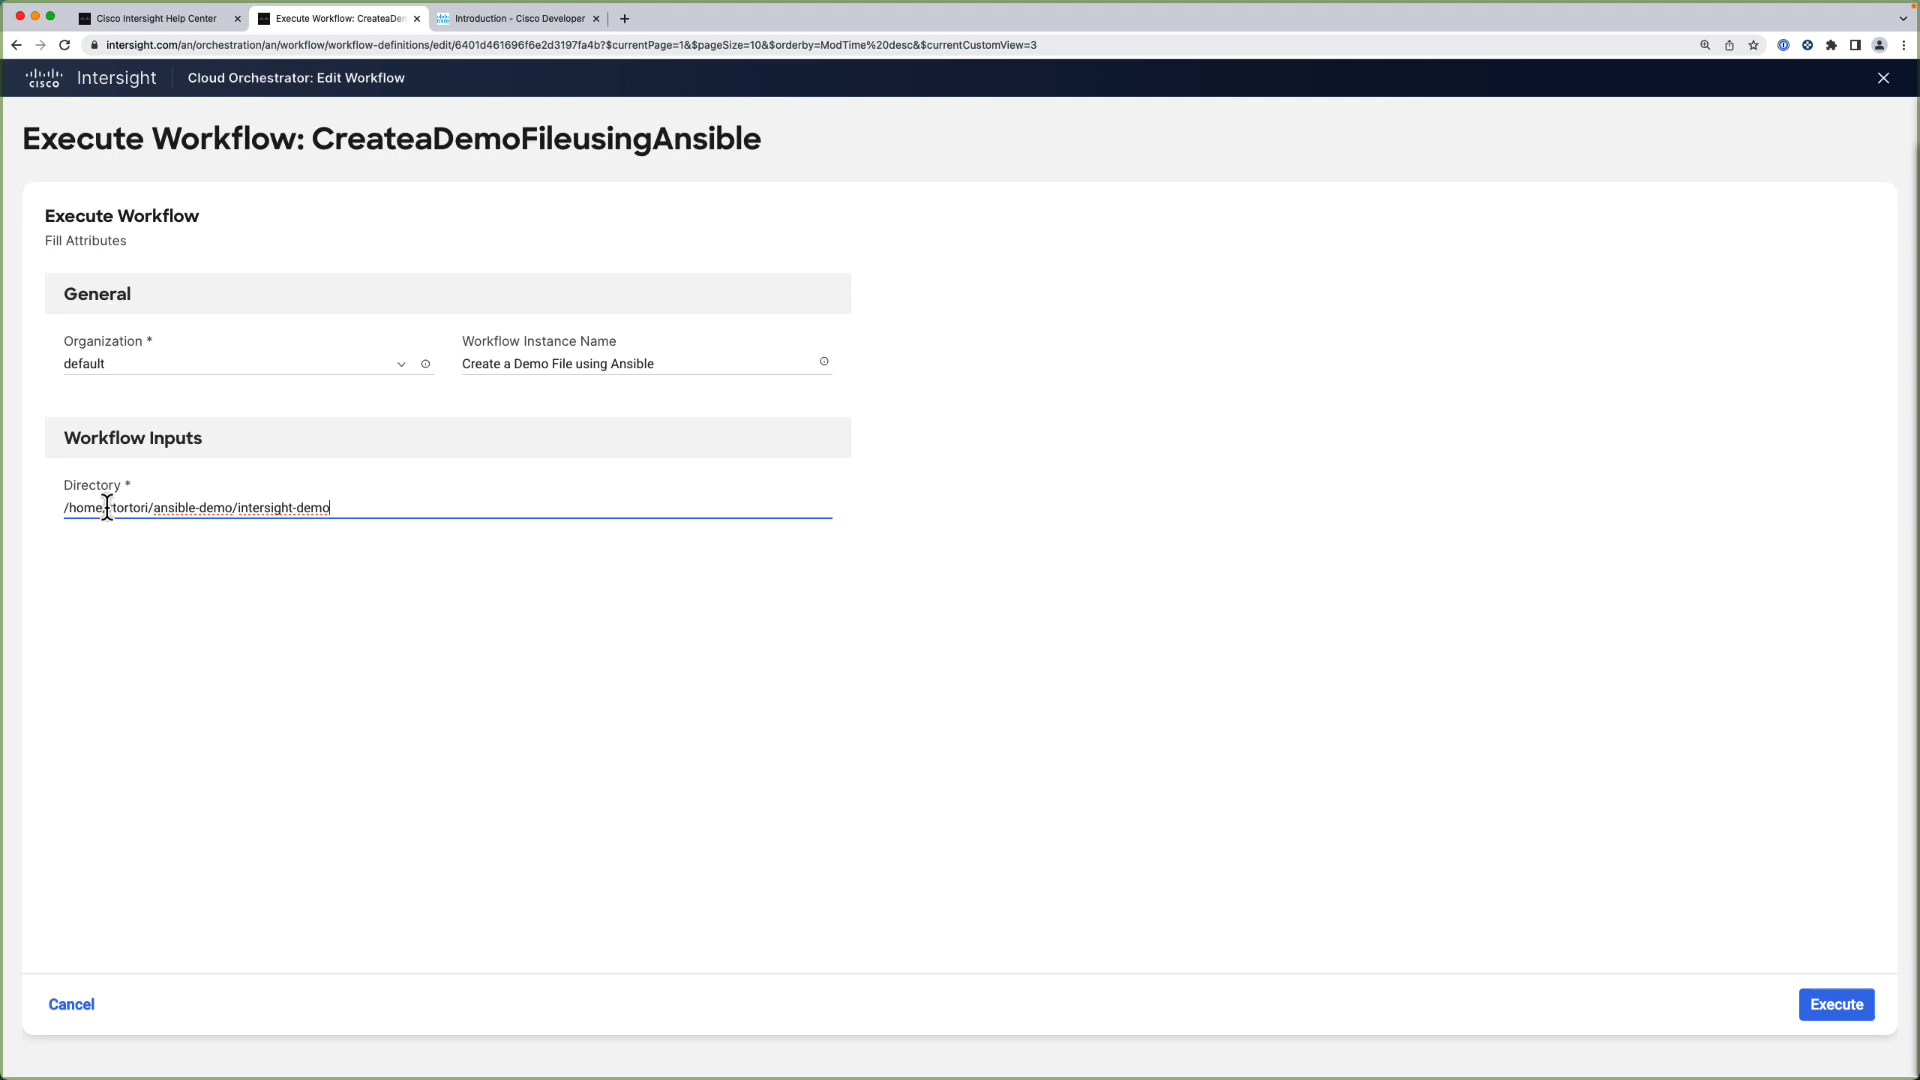 Cisco Intersight Help Center
Execute Workflow: CreateaDem
Introduction - Cisco Developer
intersight.com/an/orchestration/an/workflow/workflow-definitions/edit/6401d461696f6e2d3197fa4b?$currentPage=1&$pageSize=10&$orderby=ModTime%20desc&$currentCustomView=3
cisco Intersight Cloud Orchestrator: Edit Workflow
Execute Workflow: CreateaDemoFileusingAnsible
Execute Workflow
Fill Attributes
General
Organization * Workflow Instance Name
default Create a Demo File using Ansible
Workflow Inputs
Directory *
tortori/ansible-demo/intersight-demo
Cancel Execute